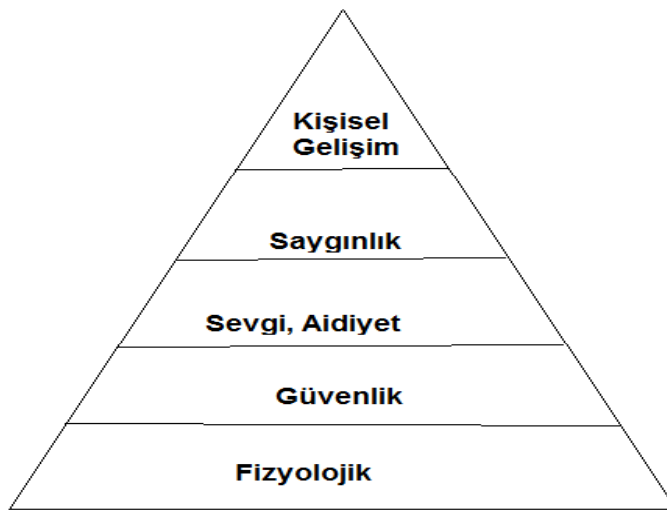 Kişisel
Gelişim
Saygınlık
Sevgi, Aidiyet
Güvenlik
Fizyolojik